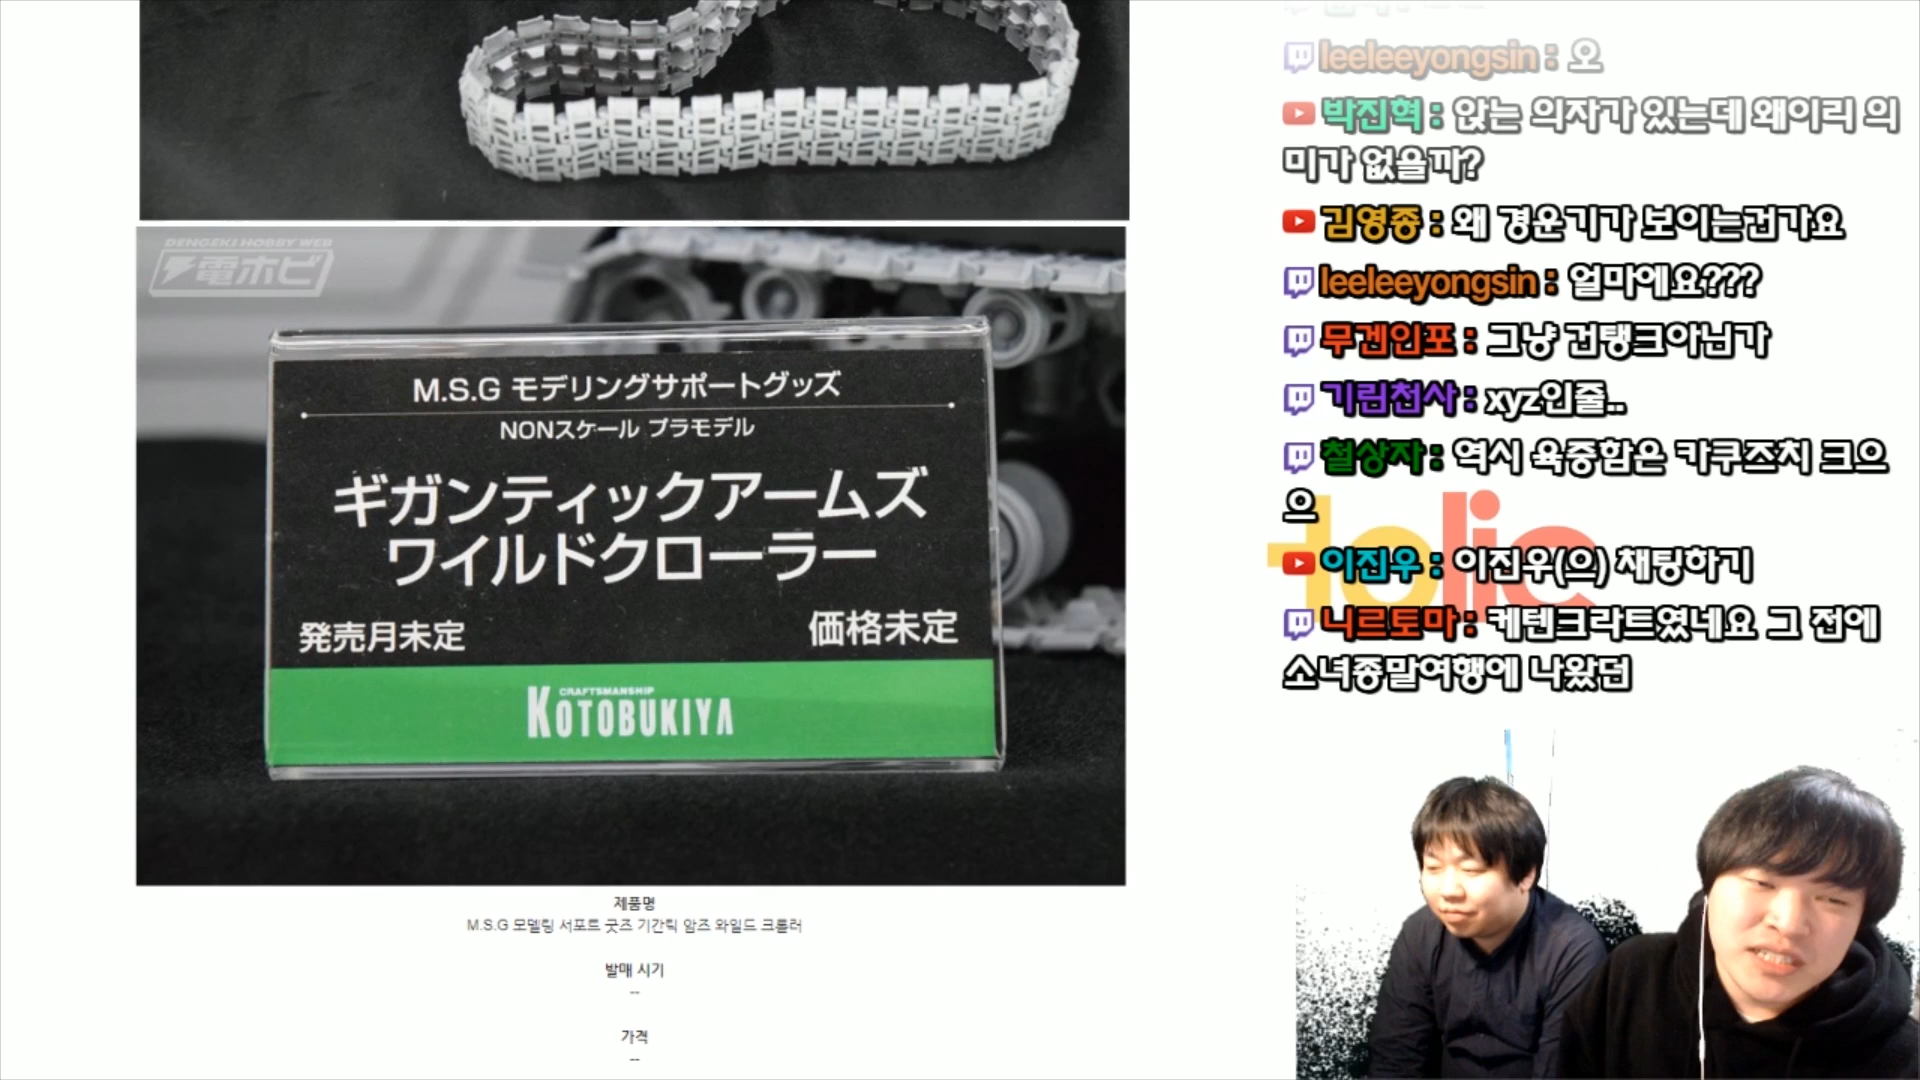 DENGEKI HOBBY WEB
電ホビ
M.S.G モデリングサポートグッズ
NONスケール プラモデル
ギガンティックアームズ
ワイルドクローラー
発売月未定
価格未定
CRAFTSMANSHIP
KOTOBUKIYA
제품명
M.S.G 모델링 서포트 굿즈 기간틱 암즈 와일드 크롤러
발매 시기
--
가격
--
leeleeyongsin : 오
박진혁 : 앉는 의자가 있는데 왜이리 의
미가 없을까?
김영종 : 왜 경운기가 보이는건가요
leeleeyongsin : 얼마에요???
무겐인포 : 그냥 건탱크아닌가
기림천사 : xyz인줄..
철상자 : 역시 육중함은 카쿠즈치 크으
으
이진우 : 이진우(으) 채팅하기
니르토마 : 케텐크라트였네요 그 전에
소녀종말여행에 나왔던